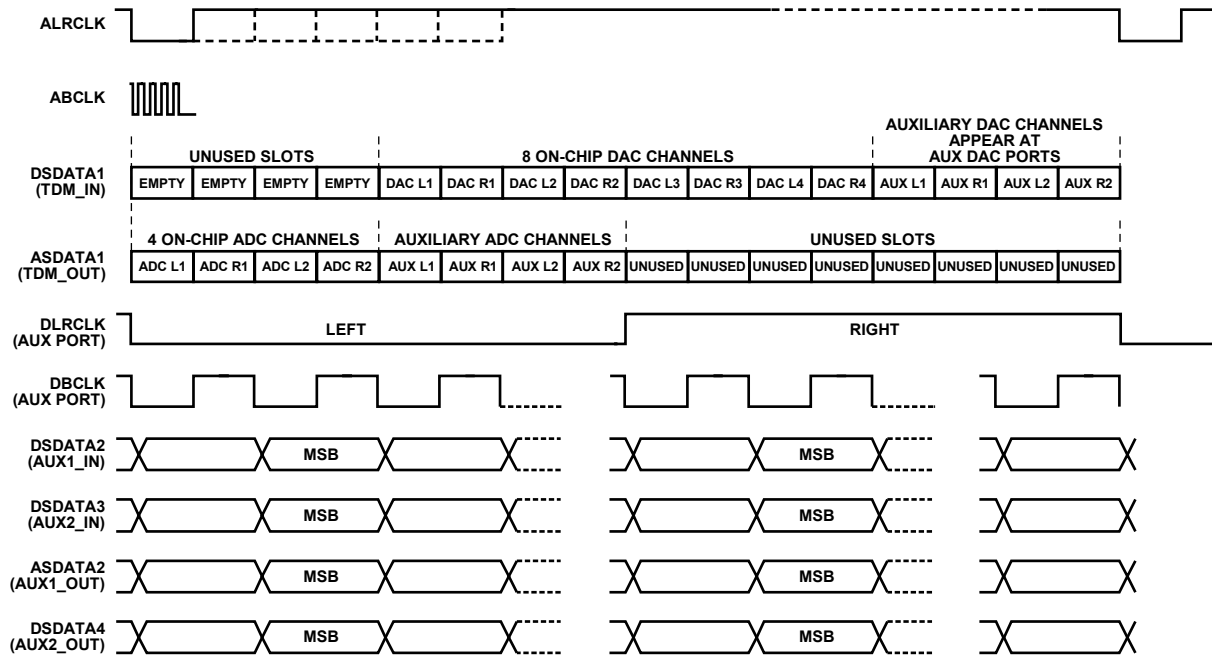 ALRCLK
ABCLK
AUXILIARY DAC CHANNELS
APPEAR AT
AUX DAC PORTS
UNUSED SLOTS
8 ON-CHIP DAC CHANNELS
DSDATA1
(TDM_IN)
EMPTY EMPTY EMPTY EMPTY DAC L1 DAC R1 DAC L2 DAC R2 DAC L3 DAC R3 DAC L4 DAC R4 AUX L1 AUX R1 AUX L2 AUX R2
4 ON-CHIP ADC CHANNELS
AUXILIARY ADC CHANNELS
UNUSED SLOTS
ASDATA1
(TDM_OUT)
ADC L1 ADC R1 ADC L2 ADC R2 AUX L1 AUX R1 AUX L2 AUX R2 UNUSED UNUSED UNUSED UNUSED UNUSED UNUSED UNUSED UNUSED
DLRCLK
(AUX PORT)
LEFT
RIGHT
DBCLK
(AUX PORT)
DSDATA2
(AUX1_IN)
MSB
MSB
DSDATA3
(AUX2_IN)
MSB
MSB
ASDATA2
(AUX1_OUT)
MSB
MSB
DSDATA4
(AUX2_OUT)
MSB
MSB